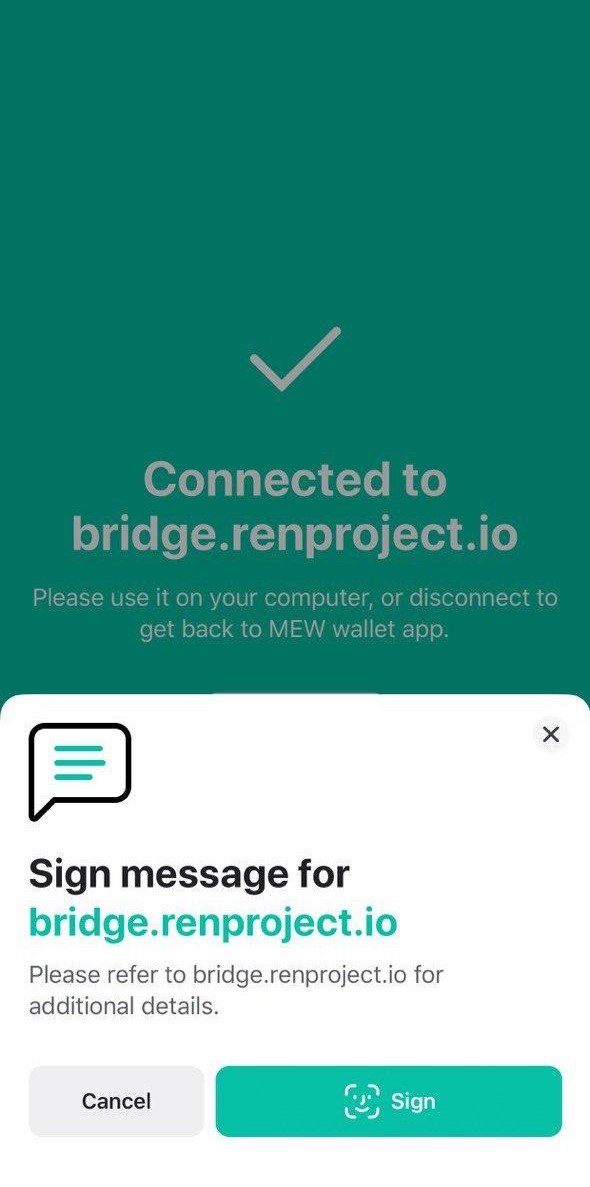 Connected to
bridge.renproject.io
Please use it on your computer, or disconnect to
get back to MEW wallet app.
Sign message for
bridge.renproject.io
Please refer to bridge.renproject.io for
additional details.
Cancel
Sign